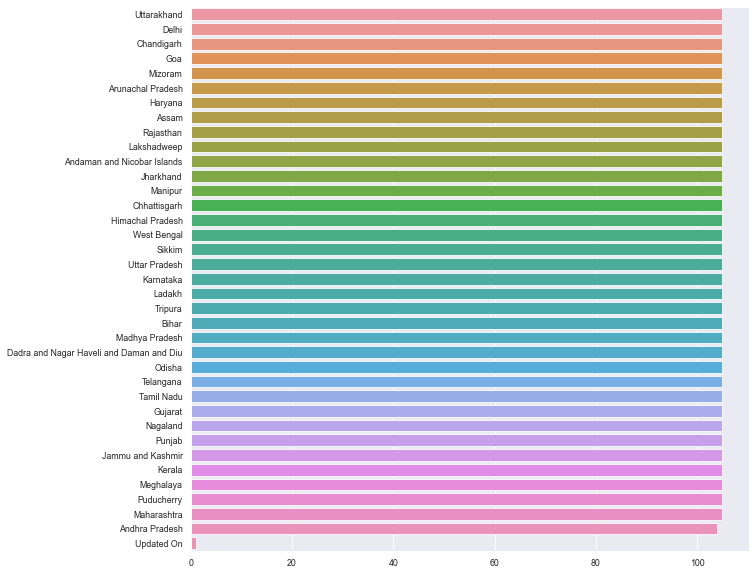 Uttarakhand
Delhi
Chandigarh
Goa
Mizoram
Arunachal Pradesh
Haryana
Assam
Rajasthan
Lakshadweep
Andaman and Nicobar Islands
Jharkhand
Manipur
Chhattisgarh
Himachal Pradesh
West Bengal
Sikkim
Uttar Pradesh
Karnataka
Ladakh
Tripura
Bihar
Madhya Pradesh
Dadra and Nagar Haveli and Daman and Diu
Odisha
Telangana
Tamil Nadu
Gujarat
Nagaland
Punjab
Jammu and Kashmir
Kerala
Meghalaya
Puducherry
Maharashtra
Andhra Pradesh
Updated On
0 20 40 60 80 100